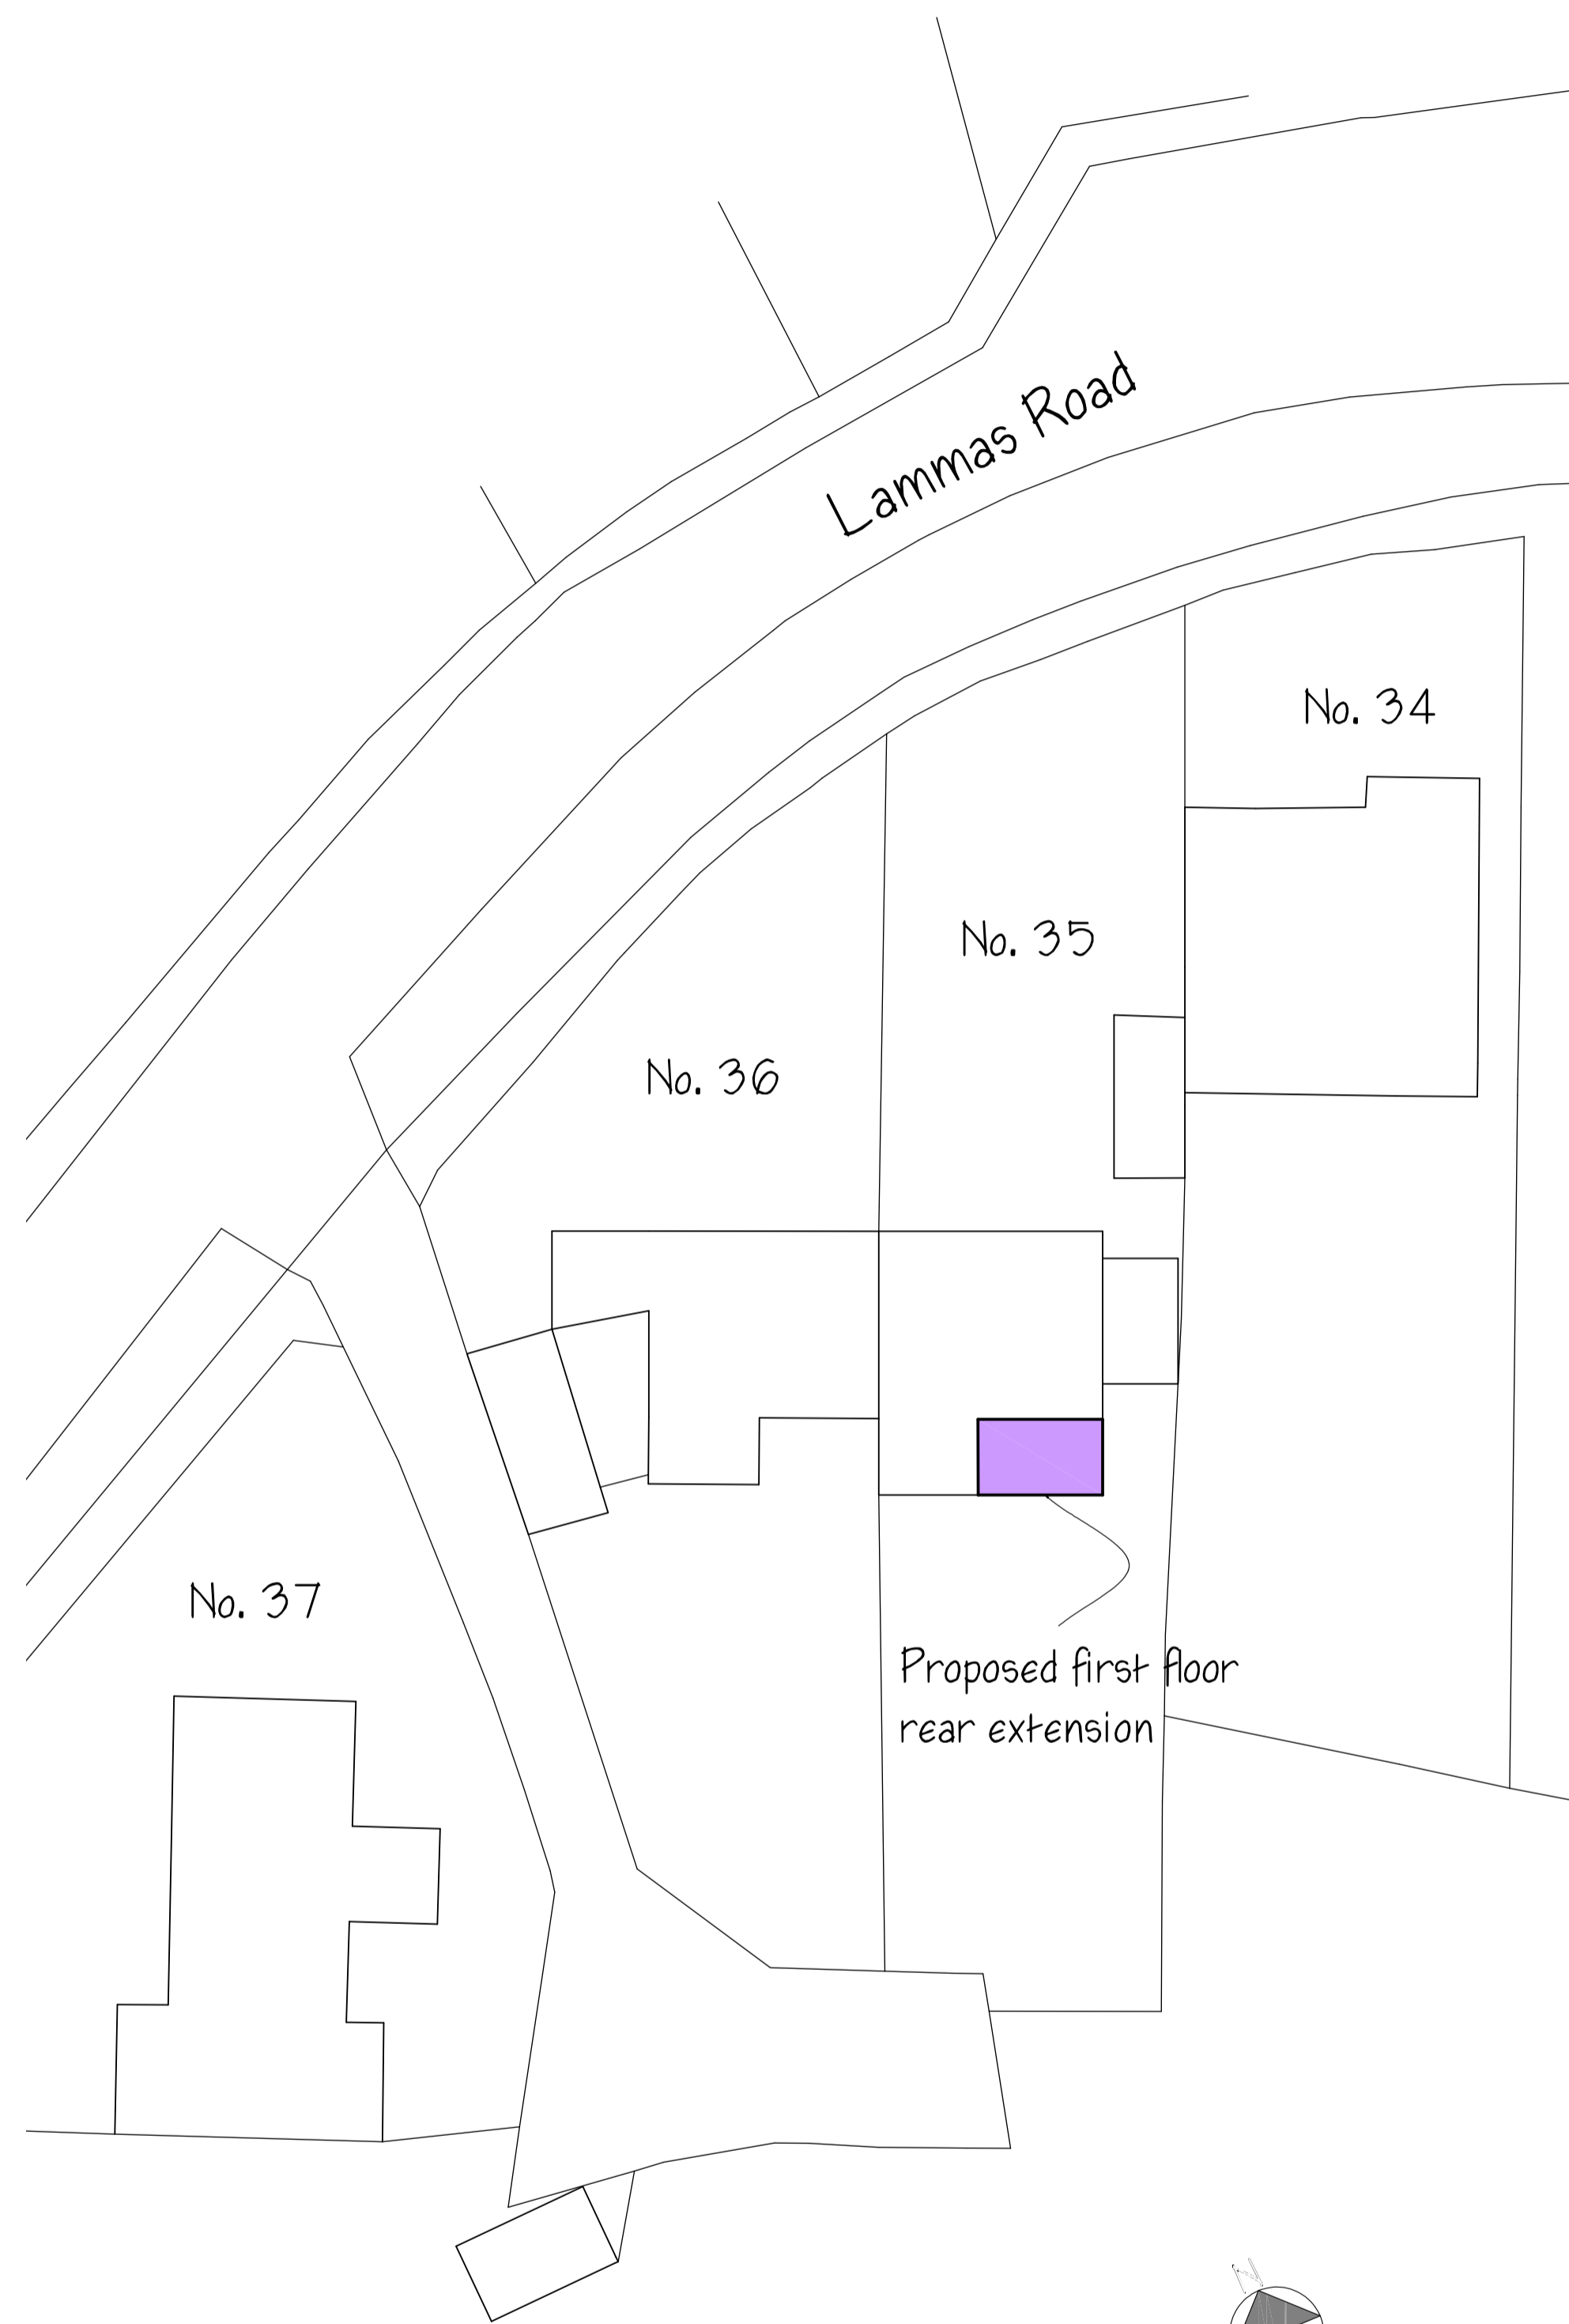 Lammas Road
No. 34
No. 35
No. 36
No. 37
Proposed first floor
rear extension
N